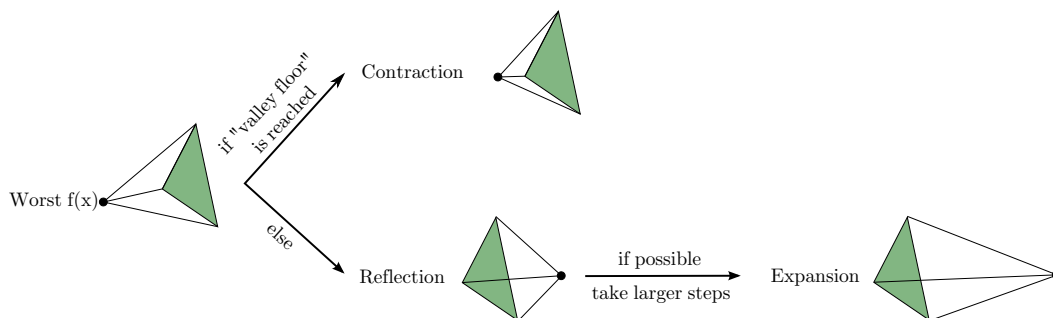 Worst f(x)
if "valley floor"
is reached
else
Contraction
Reflection
if possible
take larger steps
Expansion